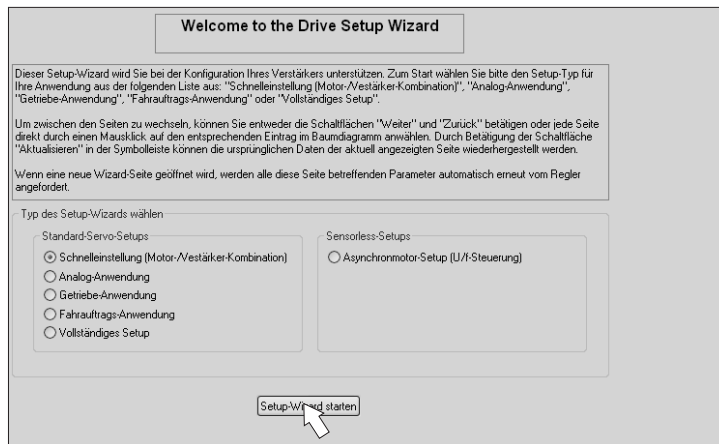 Welcome to the Drive Setup Wizard
Dieser Setup-Wizard wird Sie bei der Konfiguration Ihres Verstärkers unterstützen. Zum Start wählen Sie bitte den Setup-Typ für
Ihre Anwendung aus der folgenden Liste aus: "Schnelleinstellung (Motor-/Vestärker-Kombination)", "Analog-Anwendung",
"Getriebe-Anwendung", "Fahrauftrags-Anwendung" oder "Vollständiges Setup".
Um zwischen den Seiten zu wechseln, können Sie entweder die Schaltflächen "Weiter" und "Zurück" betätigen oder jede Seite
direkt durch einen Mausklick auf den entsprechenden Eintrag im Baumdiagramm anwählen. Durch Betätigung der Schaltfläche
"Aktualisieren" in der Symbolleiste können die ursprünglichen Daten der aktuell angezeigten Seite wiederhergestellt werden.
Wenn eine neue Wizard-Seite geöffnet wird, werden alle diese Seite betreffenden Parameter automatisch erneut vom Regler
angefordert.
Typ des Setup-Wizards wählen
Standard-Servo-Setups
Schnelleinstellung (Motor-/Vestärker-Kombination)
Analog-Anwendung
Getriebe-Anwendung
Fahrauftrags-Anwendung
Vollständiges Setup
Sensorless-Setups
Asynchronmotor-Setup (U/f-Steuerung)
Setup-Wizard starten